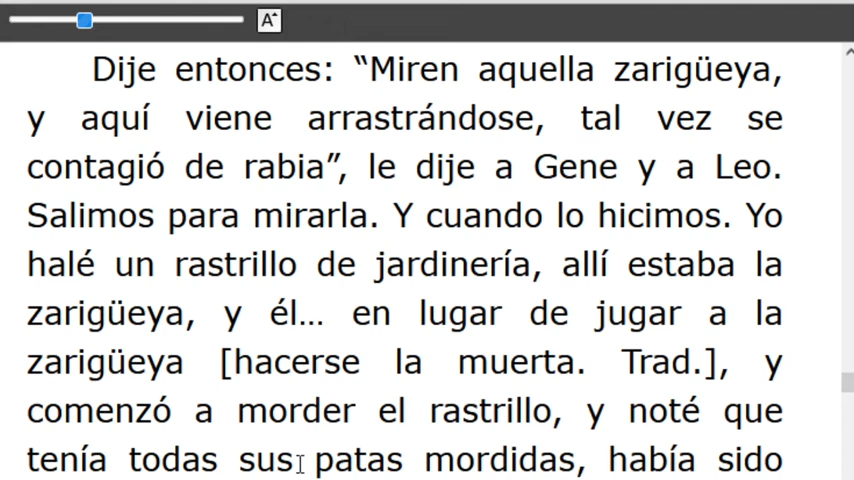 A
Dije entonces: “Miren aquella zarigüeya,
y aquí viene arrastrándose, tal vez se
contagió de rabia”, le dije a Gene y a Leo.
Salimos para mirarla. Y cuando lo hicimos. Yo
halé un rastrillo de jardinería, allí estaba la
zarigüeya, y él… en lugar de jugar a la
zarigüeya [hacerse la muerta. Trad.], y
comenzó a morder el rastrillo, y noté que
tenía todas sus patas mordidas, había sido